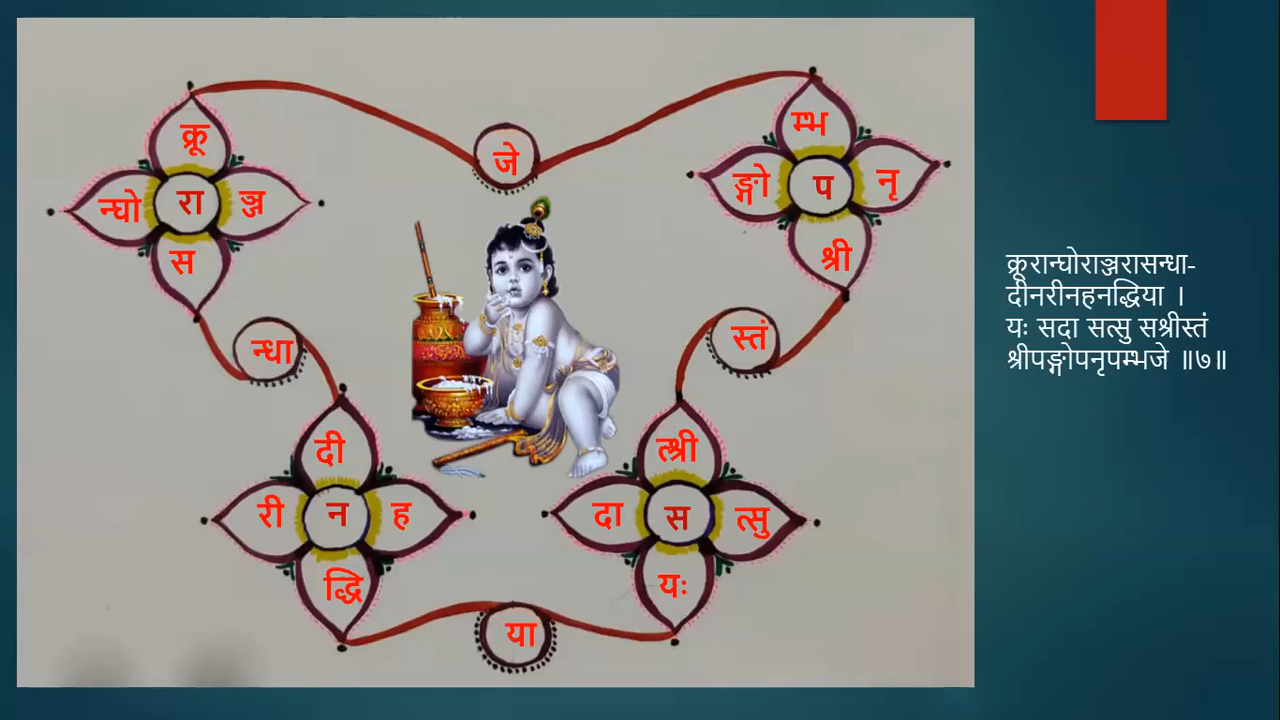 क्रू
न्घो रा ञ्ज
स
जे
म्भ
ङ्गो प नृ
श्री
न्धा
स्तं
दी
री न ह
द्धि
त्श्री
दा स त्सु
यः
या
क्रूरान्घोराञ्जरासन्धा-
दीनरीनहनद्धिया ।
यः सदा सत्सु सश्रीस्तं
श्रीपङ्गोपनृपम्भजे ॥७॥